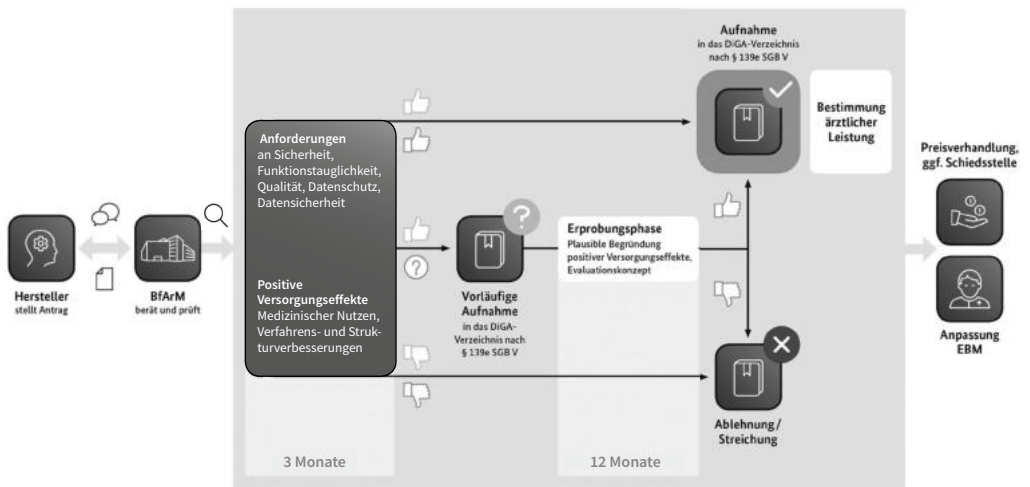 Aufnahme
in das DiGA-Verzeichnis
nach § 139e SGB V
Bestimmung
ärztlicher
Leistung
Anforderungen
an Sicherheit,
Funktionstauglichkeit,
Qualität, Datenschutz,
Datensicherheit
Preisverhandlung,
ggf. Schiedsstelle
Hersteller
stellt Antrag
BfArM
berät und prüft
?
?
Erprobungsphase
Plausible Begründung
positiver Versorgungseffekte,
Evaluationskonzept
Positive
Versorgungseffekte
Medizinischer Nutzen,
Verfahrens- und Struk-
turverbesserungen
Vorläufige
Aufnahme
in das DiGA-
Verzeichnis nach
§ 139e SGB V
Anpassung
EBM
Ablehnung/
Streichung
3 Monate
12 Monate